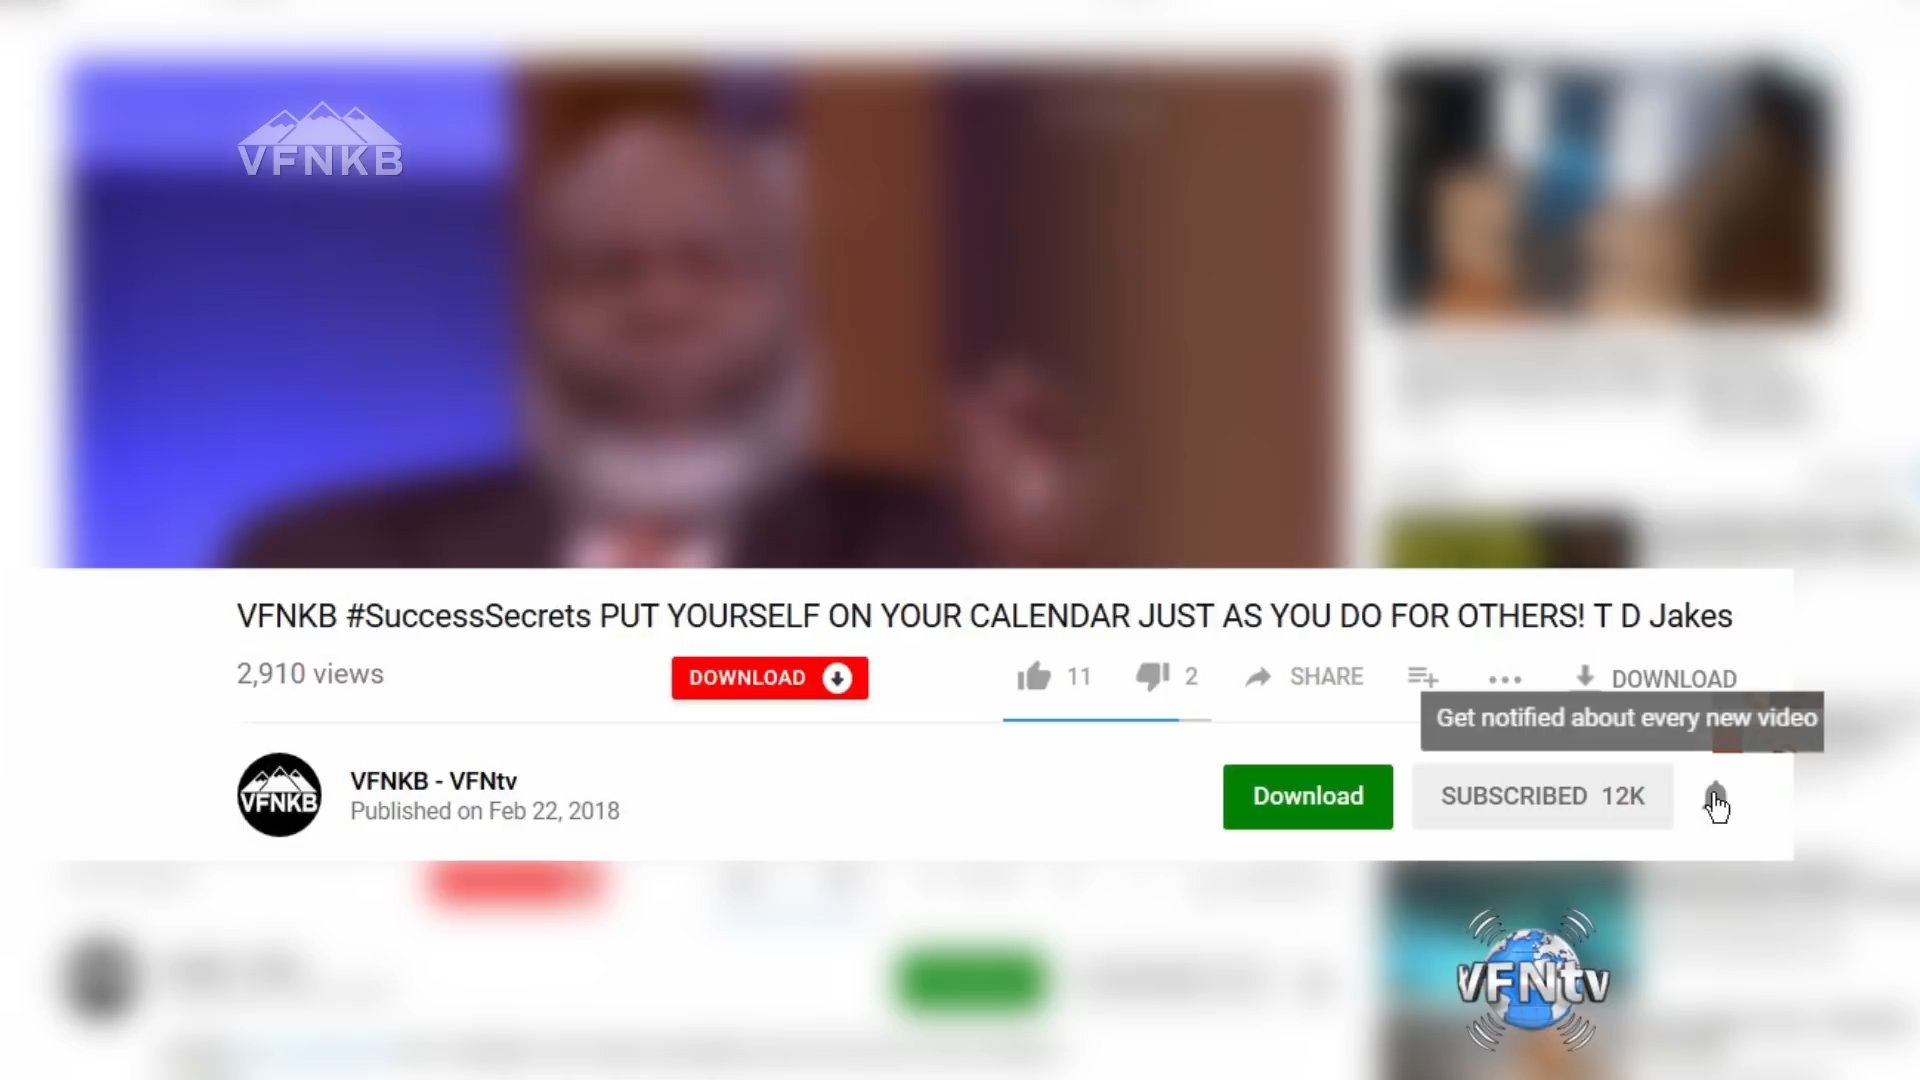 VFNKB
VFNKB #SuccessSecrets PUT YOURSELF ON YOUR CALENDAR JUST AS YOU DO FOR OTHERS! T D Jakes
2,910 views
DOWNLOAD
11
2
SHARE
DOWNLOAD
Get notified about every new video
VFNKB
VFNKB - VFNtv
Published on Feb 22, 2018
Download
SUBSCRIBED 12K
VFNtv